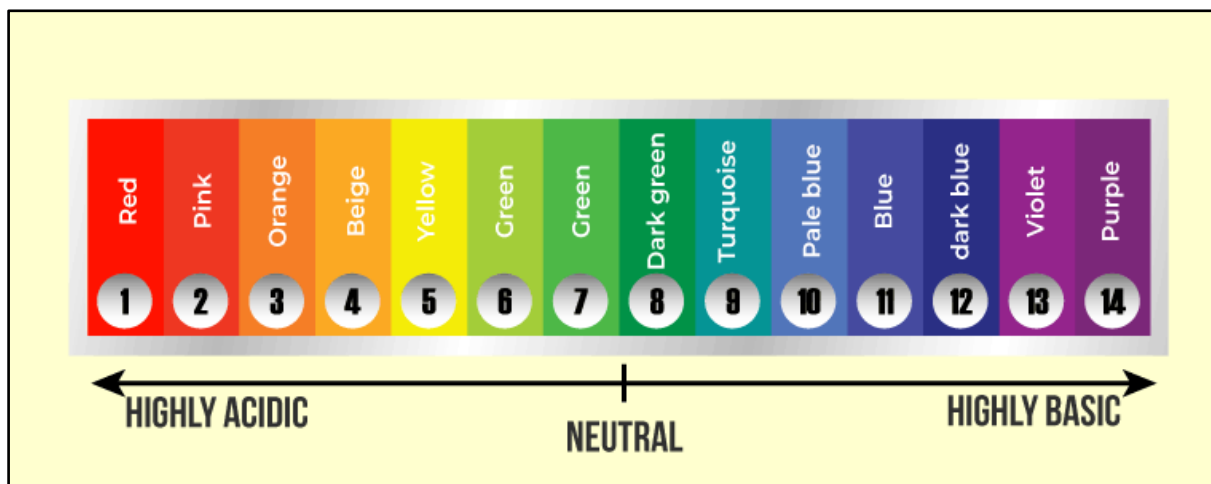 Red
Pink
Orange
Beige
Yellow
Green
Green
Dark green
Turquoise
Pale blue
Blue
dark blue
Violet
Purple
1 2 3 4 5 6 7 8 9 10 11 12 13 14
HIGHLY ACIDIC
NEUTRAL
HIGHLY BASIC